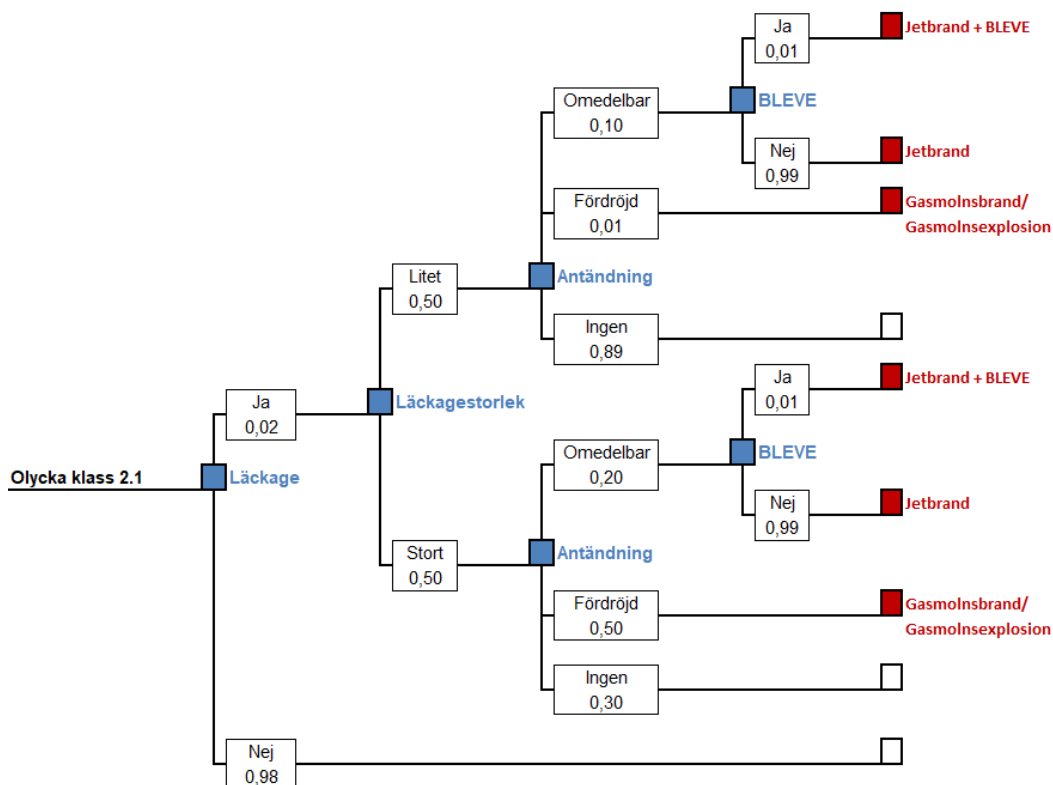 Ja
0,01
Jetbrand + BLEVE
Omedelbar
0,10
BLEVE
Nej
0,99
Jetbrand
Fördröjd
0,01
Gasmolnsbrand/
Gasmolnsexplosion
Litet
0,50
Antändning
Ingen
0,89
Ja
0,01
Jetbrand + BLEVE
Ja
0,02
Läckagestorlek
Omedelbar
0,20
BLEVE
Olycka klass 2.1
Läckage
Nej
0,99
Jetbrand
Stort
0,50
Antändning
Fördröjd
0,50
Gasmolnsbrand/
Gasmolnsexplosion
Ingen
0,30
Nej
0,98